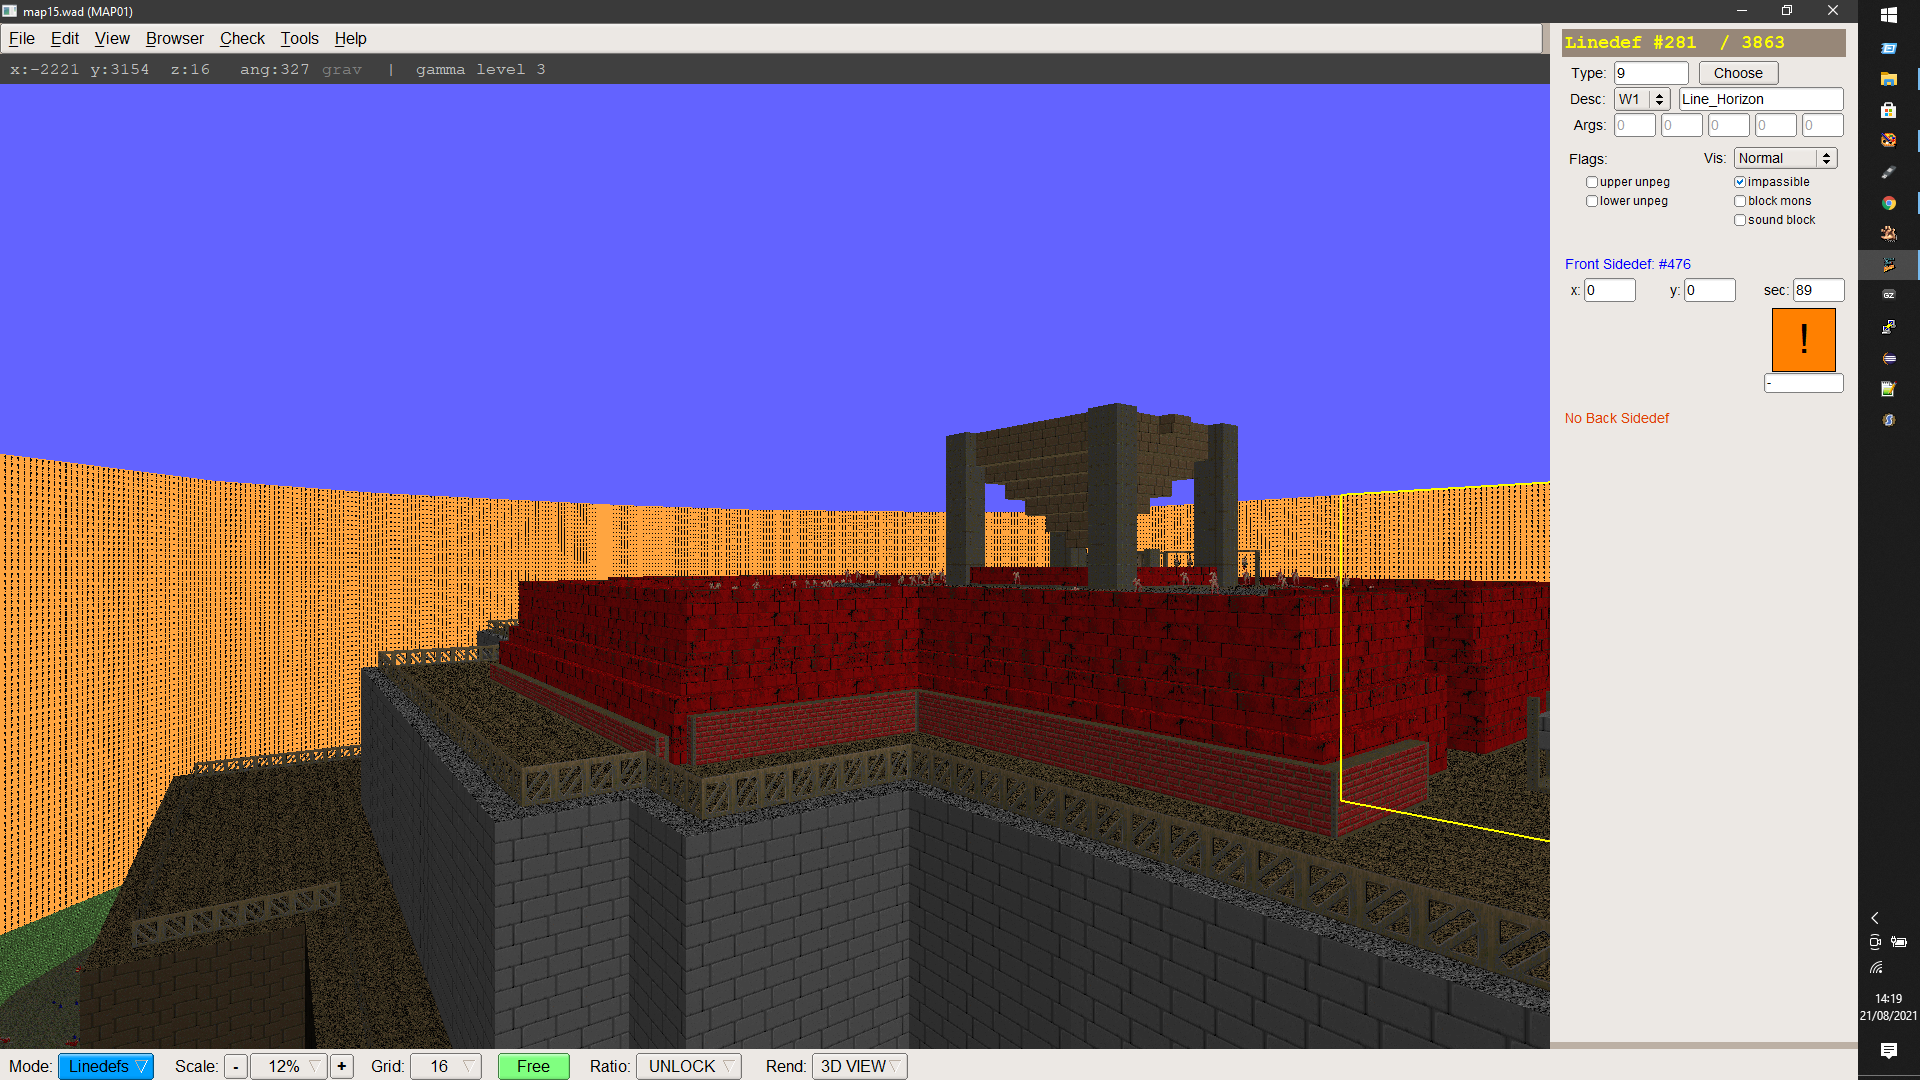 map15.wad (MAP01)
File Edit View Browser Check Tools Help
x:-2221 y:3154 z:16 ang:327 grav | gamma level 3
Linedef #281 / 3863
Type: 9 Choose
Desc: W1 Line_Horizon
Args: 0 0 0 0 0
Flags: Vis: Normal
upper unpeg impassible
lower unpeg block mons
sound block
Front Sidedef: #476
x: 0 y: 0 sec: 89
!
-
No Back Sidedef
GZ
14:19
21/08/2021
Mode: Linedefs Scale: - 12% + Grid: 16 Free Ratio: UNLOCK Rend: 3D VIEW